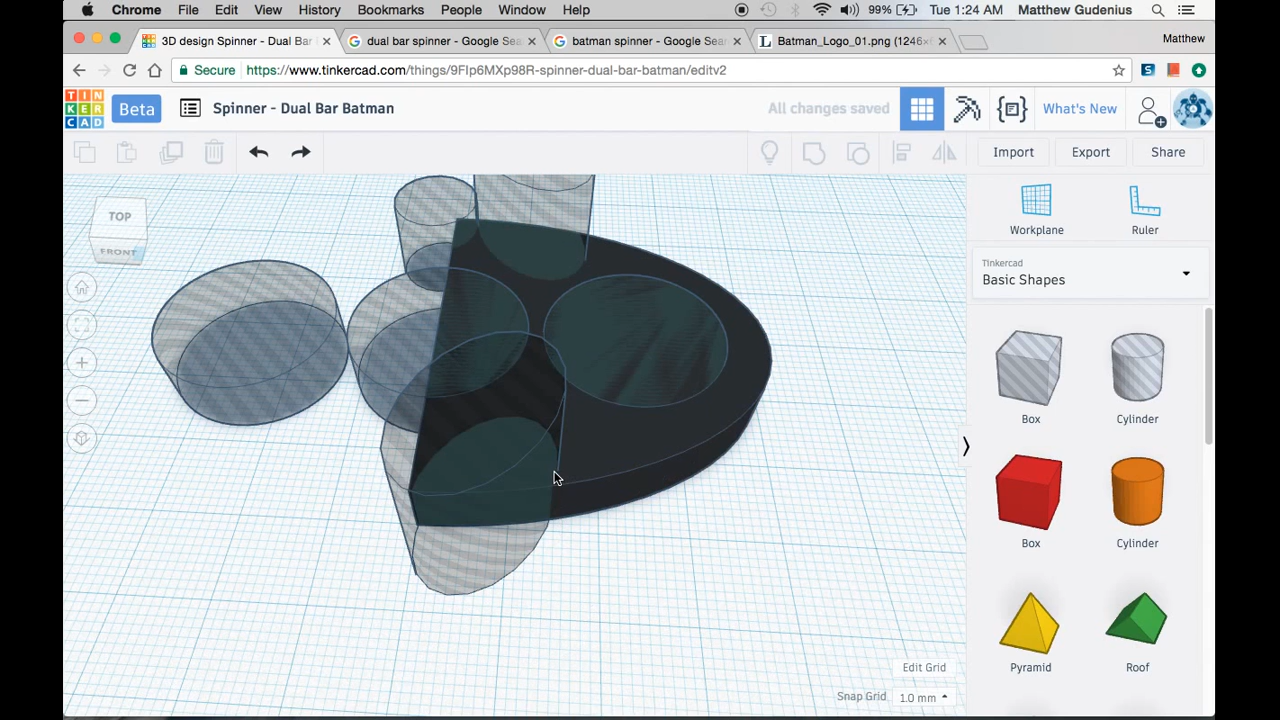 Chrome File Edit View History Bookmarks People Window Help 99% Tue 1:24 AM Matthew Gudenius
3D design Spinner - Dual Bar dual bar spinner - Google Sea batman spinner - Google Sear Batman_Logo_01.png (1246× Matthew
Secure https://www.tinkercad.com/things/9FIp6MXp98R-spinner-dual-bar-batman/editv2
TIN KER CAD Beta Spinner - Dual Bar Batman All changes saved What's New
Import Export Share
TOP
FRONT
Workplane Ruler
Tinkercad
Basic Shapes
Box Cylinder
Box Cylinder
Pyramid Roof
Edit Grid
Snap Grid 1.0 mm